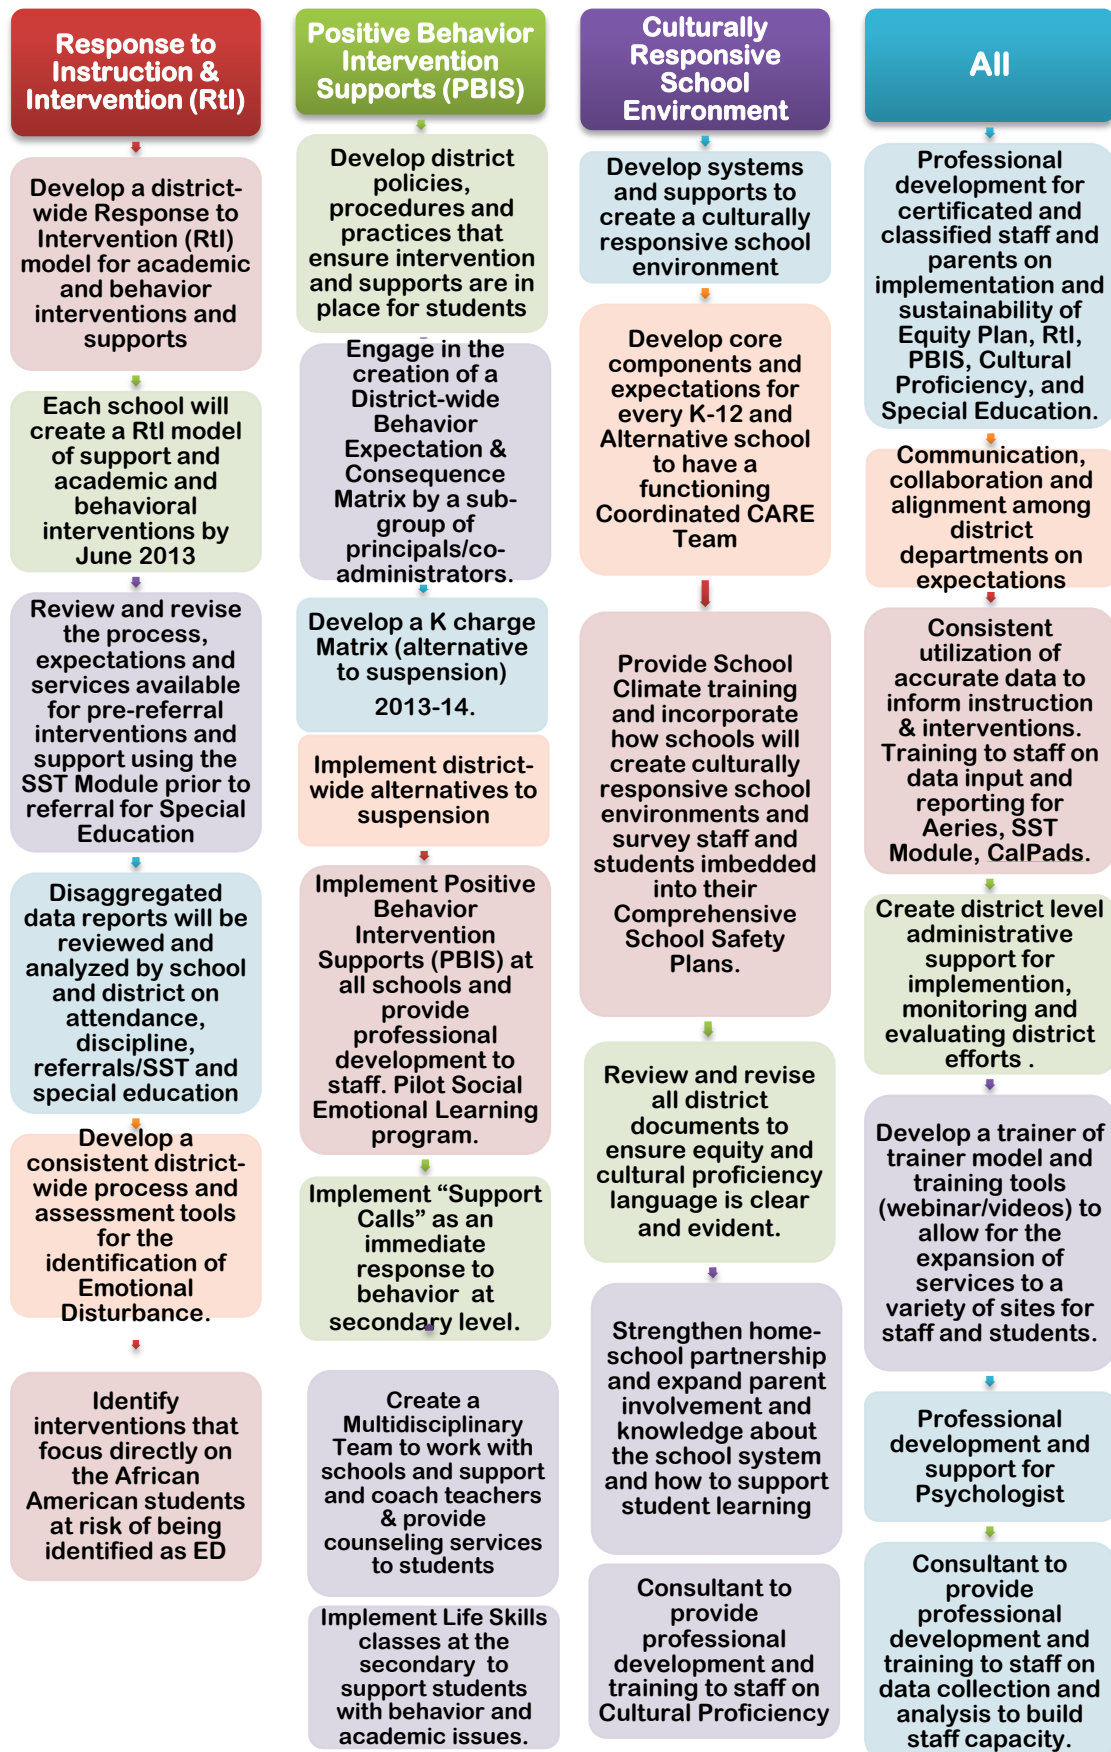 Response to
Instruction &
Intervention (RtI)
Develop a district-
wide Response to
Intervention (RtI)
model for academic
and behavior
interventions and
supports
Each school will
create a RtI model
of support and
academic and
behavioral
interventions by
June 2013
Review and revise
the process,
expectations and
services available
for pre-referral
interventions and
support using the
SST Module prior to
referral for Special
Education
Disaggregated
data reports will be
reviewed and
analyzed by school
and district on
attendance,
discipline,
referrals/SST and
special education
Develop a
consistent district-
wide process and
assessment tools
for the
identification of
Emotional
Disturbance.
Identify
interventions that
focus directly on
the African
American students
at risk of being
identified as ED
Positive Behavior
Intervention
Supports (PBIS)
Develop district
policies,
procedures and
practices that
ensure intervention
and supports are in
place for students
Engage in the
creation of a
District-wide
Behavior
Expectation &
Consequence
Matrix by a sub-
group of
principals/co-
administrators.
Develop a K charge
Matrix (alternative
to suspension)
2013-14.
Implement district-
wide alternatives to
suspension
Implement Positive
Behavior
Intervention
Supports (PBIS) at
all schools and
provide
professional
development to
staff. Pilot Social
Emotional Learning
program.
Implement “Support
Calls” as an
immediate
response to
behavior at
secondary level.
Create a
Multidisciplinary
Team to work with
schools and support
and coach teachers
& provide
counseling services
to students
Implement Life Skills
classes at the
secondary to
support students
with behavior and
academic issues.
Culturally
Responsive
School
Environment
Develop systems
and supports to
create a culturally
responsive school
environment
Develop core
components and
expectations for
every K-12 and
Alternative school
to have a
functioning
Coordinated CARE
Team
Provide School
Climate training
and incorporate
how schools will
create culturally
responsive school
environments and
survey staff and
students imbedded
into their
Comprehensive
School Safety
Plans.
Review and revise
all district
documents to
ensure equity and
cultural proficiency
language is clear
and evident.
Strengthen home-
school partnership
and expand parent
involvement and
knowledge about
the school system
and how to support
student learning
Consultant to
provide
professional
development and
training to staff on
Cultural Proficiency
All
Professional
development for
certificated and
classified staff and
parents on
implementation and
sustainability of
Equity Plan, RtI,
PBIS, Cultural
Proficiency, and
Special Education.
Communication,
collaboration and
alignment among
district
departments on
expectations
Consistent
utilization of
accurate data to
inform instruction
& interventions.
Training to staff on
data input and
reporting for
Aeries, SST
Module, CalPads.
Create district level
administrative
support for
implemention,
monitoring and
evaluating district
efforts .
Develop a trainer of
trainer model and
training tools
(webinar/videos) to
allow for the
expansion of
services to a
variety of sites for
staff and students.
Professional
development and
support for
Psychologist
Consultant to
provide
professional
development and
training to staff on
data collection and
analysis to build
staff capacity.